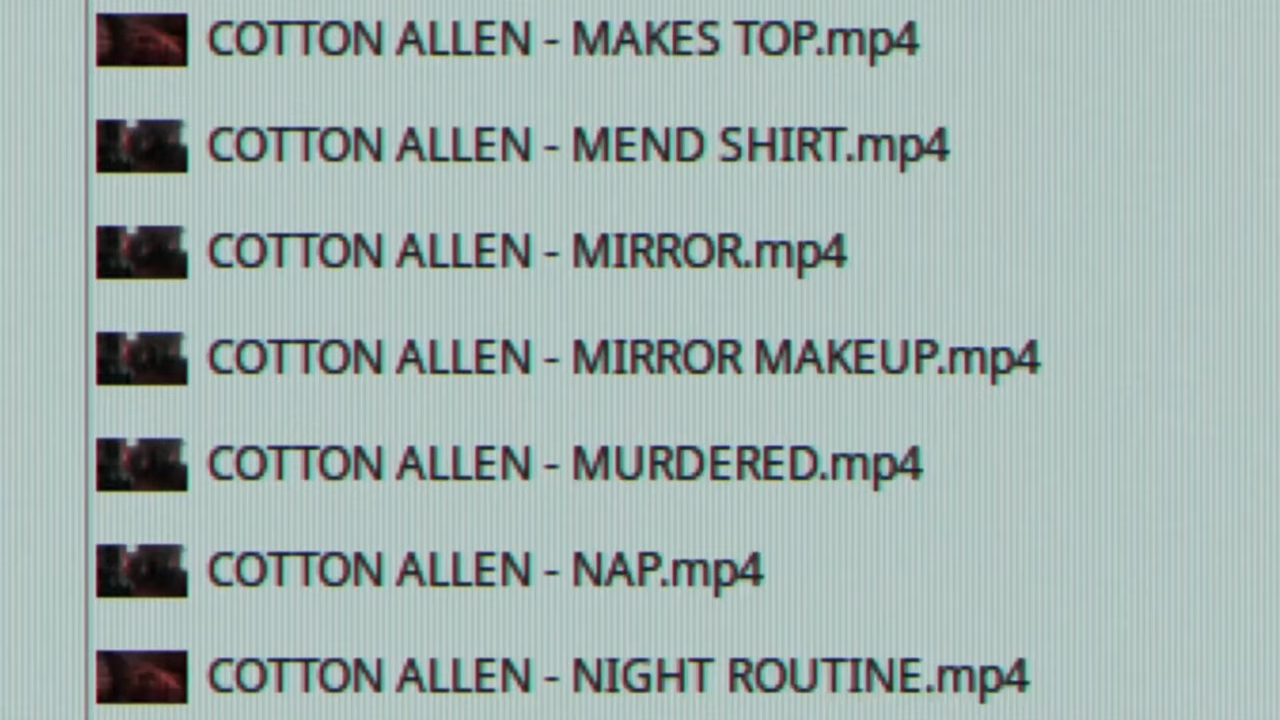 COTTON ALLEN - MAKES TOP.mp4
COTTON ALLEN - MEND SHIRT.mp4
COTTON ALLEN - MIRROR.mp4
COTTON ALLEN - MIRROR MAKEUP.mp4
COTTON ALLEN - MURDERED.mp4
COTTON ALLEN - NAP.mp4
COTTON ALLEN - NIGHT ROUTINE.mp4